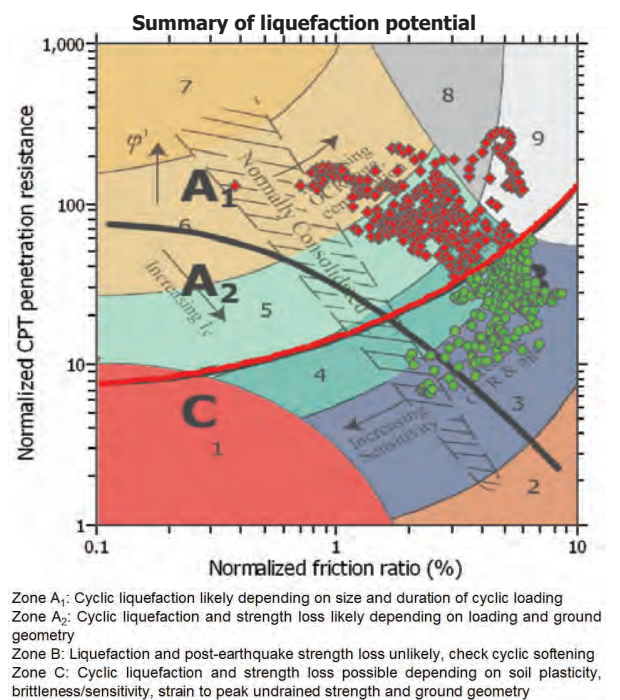 Summary of liquefaction potential
Normalized CPT penetration resistance
1,000
100
10
1
7
8
9
φ'
A1
6
Normally Consolidated
A2
Increasing Ic
5
4
C
1
Increasing
Sensitivity
3
2
0.1
1
10
Normalized friction ratio (%)
Zone A1: Cyclic liquefaction likely depending on size and duration of cyclic loading
Zone A2: Cyclic liquefaction and strength loss likely depending on loading and ground
geometry
Zone B: Liquefaction and post-earthquake strength loss unlikely, check cyclic softening
Zone C: Cyclic liquefaction and strength loss possible depending on soil plasticity,
brittleness/sensitivity, strain to peak undrained strength and ground geometry